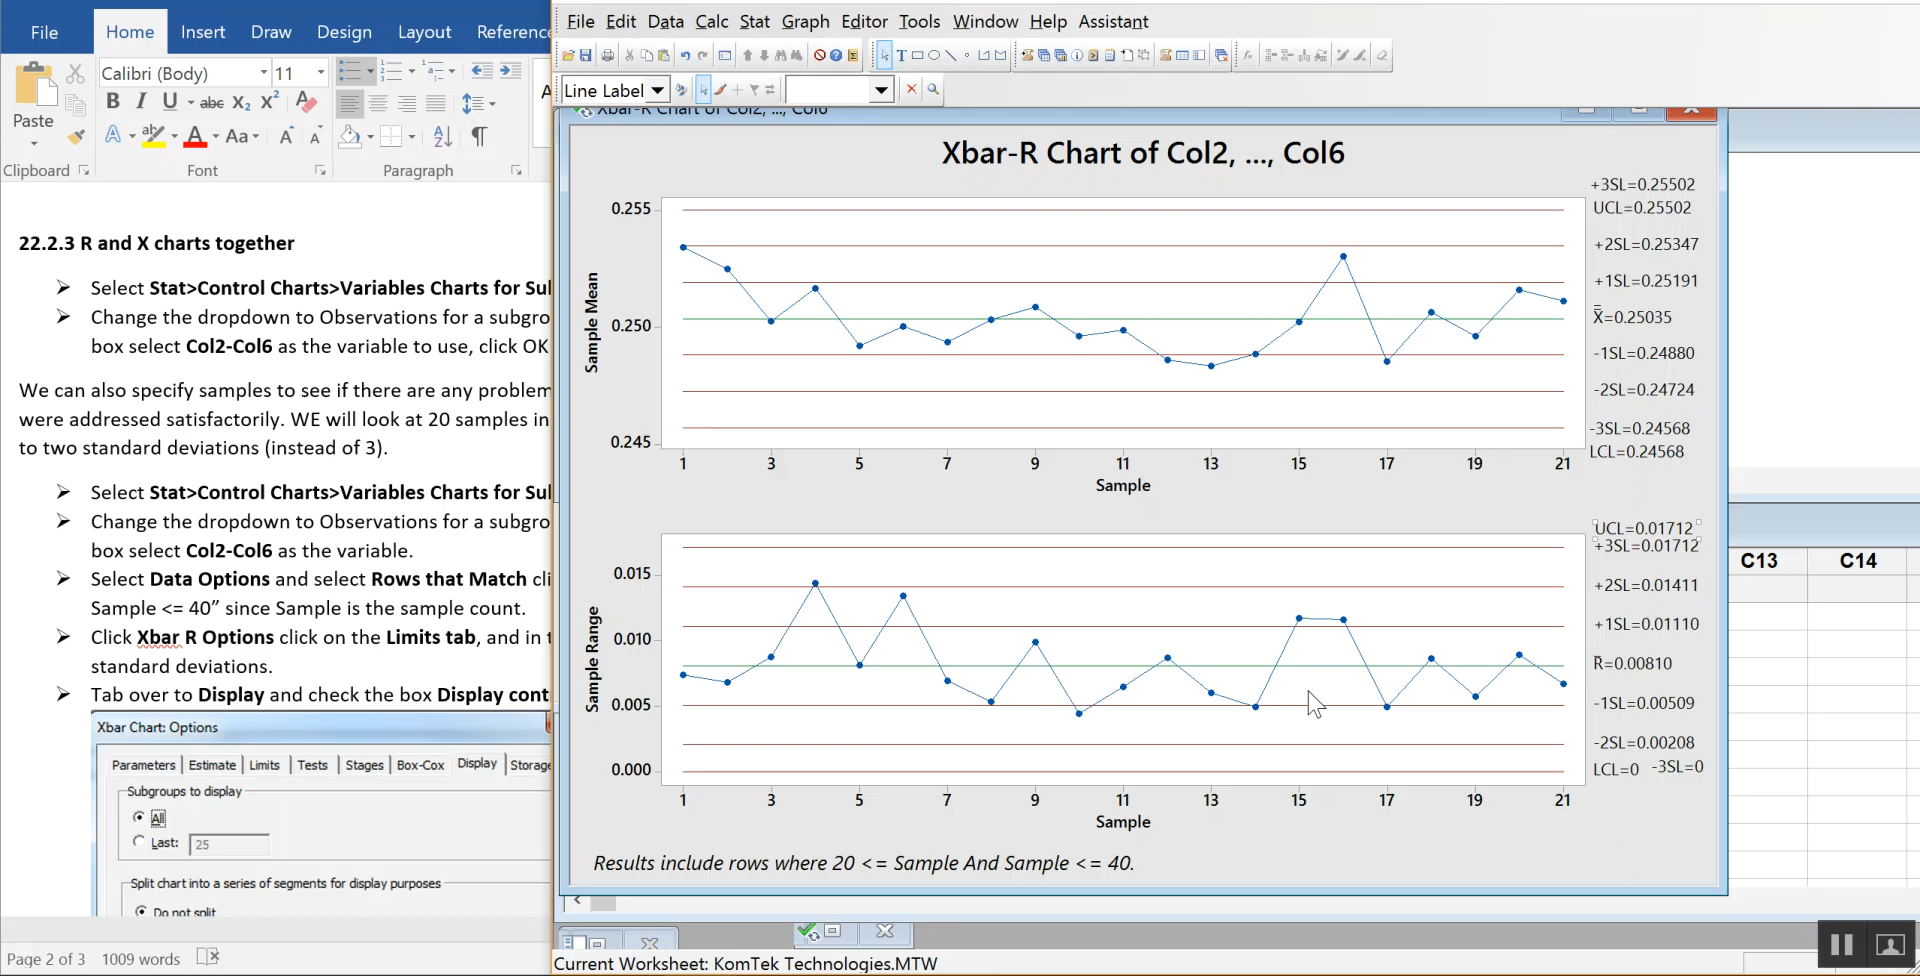 File Home Insert Draw Design Layout
Calibri (Body) 11
Paste
B I U abc X₂ X² A
A A Aa A A
Clipboard Font Paragraph
22.2.3 R and X charts together
Select Stat>Control Charts>Variables Charts for
Change the dropdown to Observations for a
box select Col2-Col6 as the variable to use, click OK
We can also specify samples to see if there are any
were addressed satisfactorily. WE will look at 20 samples in
to two standard deviations (instead of 3).
Select Stat>Control Charts>Variables Charts for
Change the dropdown to Observations for a
box select Col2-Col6 as the variable.
Select Data Options and select Rows that Match
Sample <= 40” since Sample is the sample count.
Click Xbar R Options click on the Limits tab, and in
standard deviations.
Tab over to Display and check the box Display
Xbar Chart: Options
Parameters Estimate Limits Tests Stages Box-Cox Display Storage
Subgroups to display
All
Last: 25
Split chart into a series of segments for display purposes
Do not split
Page 2 of 3 1009 words
File Edit Data Calc Stat Graph Editor Tools Window Help Assistant
Line Label
Xbar-R Chart of Col2, ..., Col6
Xbar-R Chart of Col2, ..., Col6
+3SL=0.25502
0.255 UCL=0.25502
+2SL=0.25347
+1SL=0.25191
0.250 X̿=0.25035
-1SL=0.24880
-2SL=0.24724
-3SL=0.24568
0.245 LCL=0.24568
Sample Mean
1 3 5 7 9 11 13 15 17 19 21
Sample
UCL=0.01712
+3SL=0.01712
0.015 +2SL=0.01411
+1SL=0.01110
0.010 R̄=0.00810
0.005 -1SL=0.00509
-2SL=0.00208
0.000 LCL=0 -3SL=0
Sample Range
1 3 5 7 9 11 13 15 17 19 21
Sample
Results include rows where 20 <= Sample And Sample <= 40.
C13 C14
Current Worksheet: KomTek Technologies.MTW